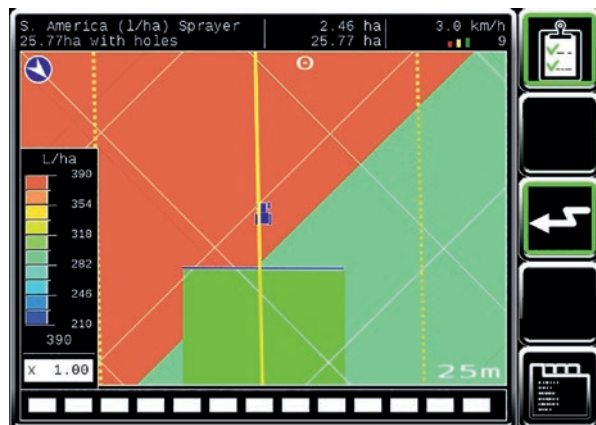 S. America (l/ha) Sprayer 2.46 ha 3.0 km/h
25.77ha with holes 25.77 ha 9
L/ha
390
354
318
282
246
210
390
x 1.00
25m